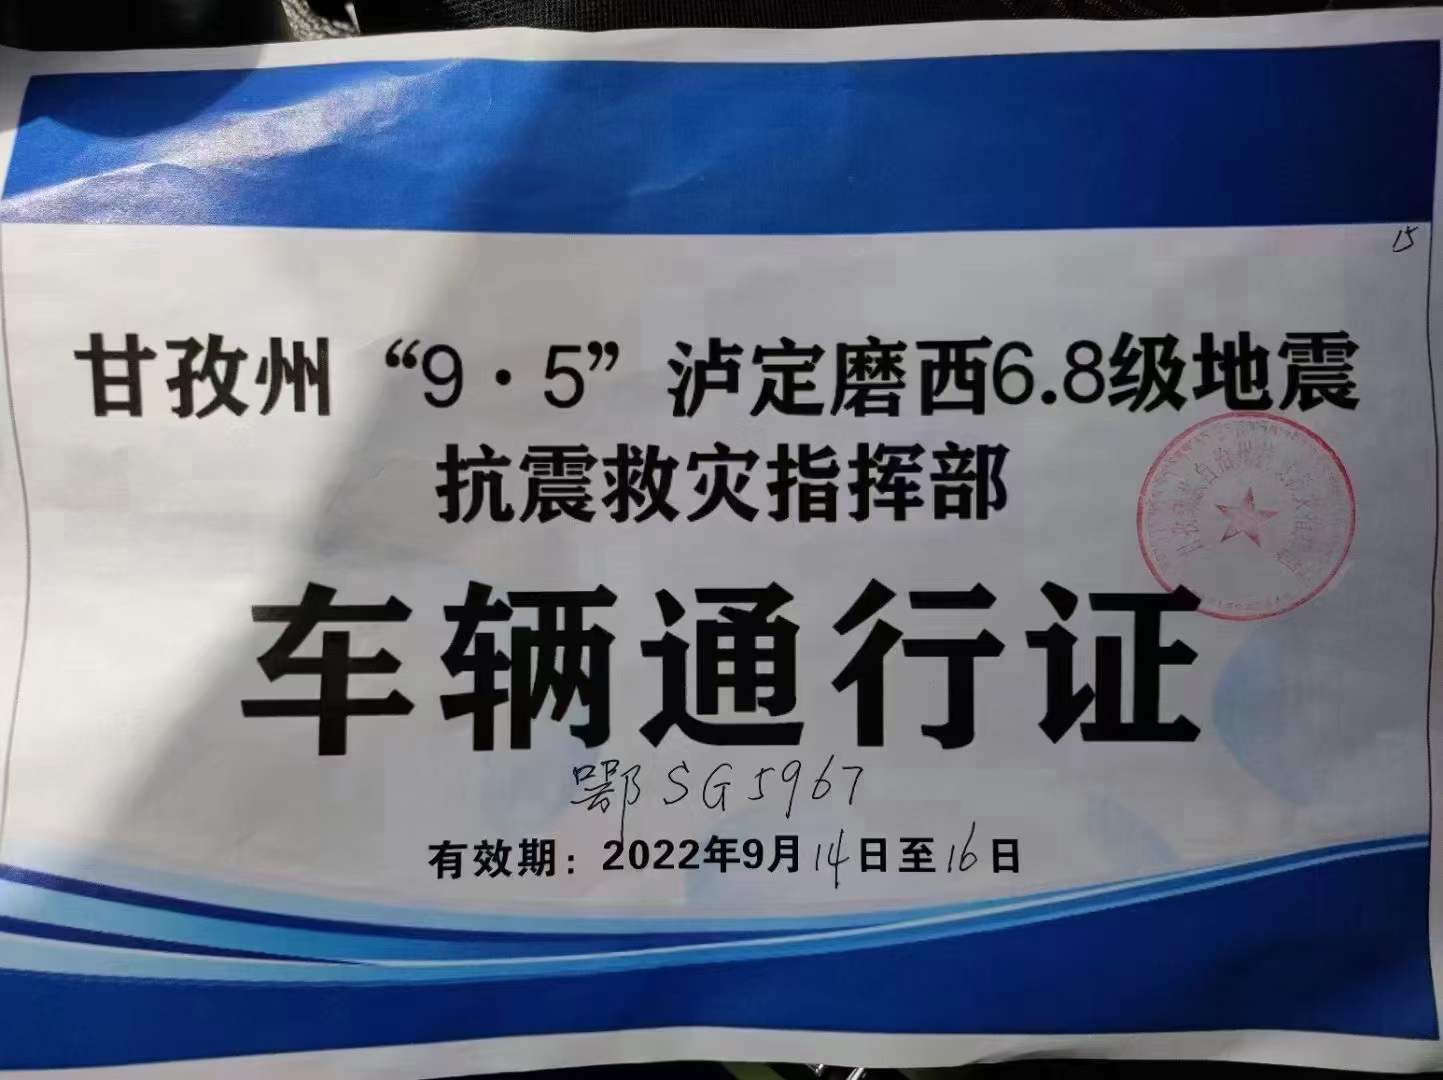 15
甘孜州“9·5”泸定磨西6.8级地震
抗震救灾指挥部
车辆通行证
鄂SG5967
有效期：2022年9月14日至16日